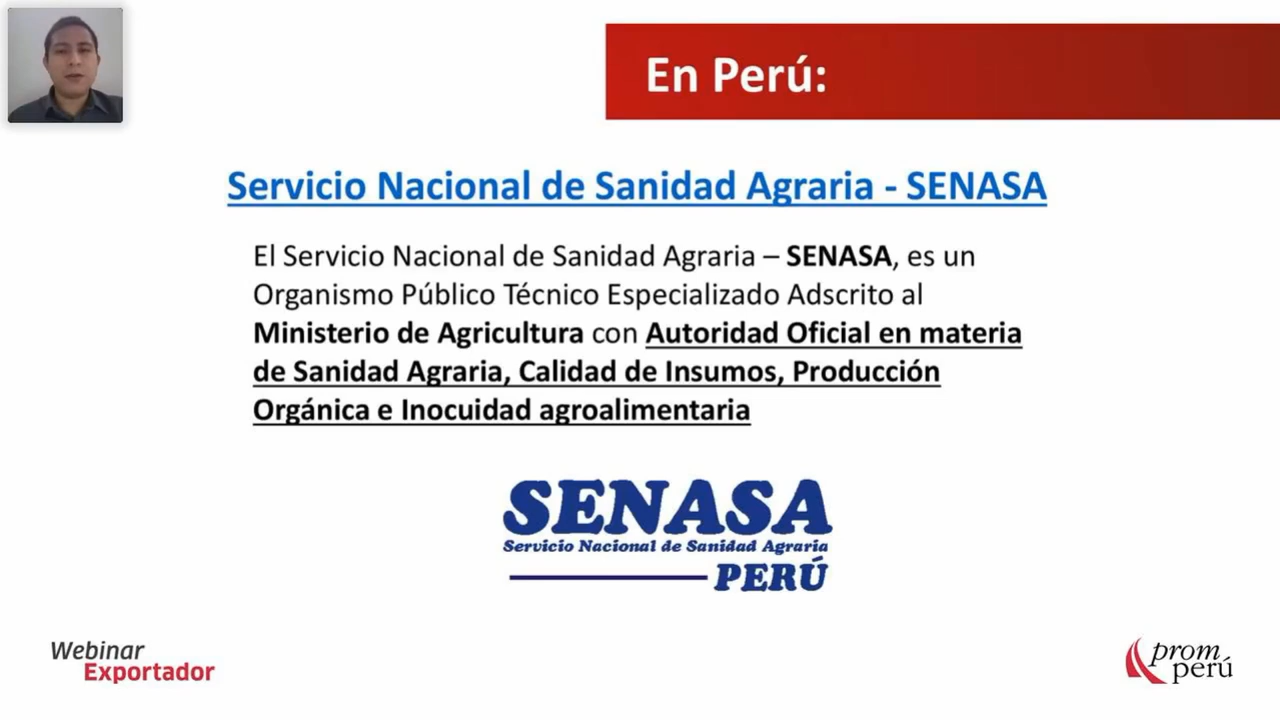 En Perú:
Servicio Nacional de Sanidad Agraria - SENASA
El Servicio Nacional de Sanidad Agraria – SENASA, es un
Organismo Público Técnico Especializado Adscrito al
Ministerio de Agricultura con Autoridad Oficial en materia
de Sanidad Agraria, Calidad de Insumos, Producción
Orgánica e Inocuidad agroalimentaria
SENASA
Servicio Nacional de Sanidad Agraria
PERÚ
Webinar
Exportador
prom
perú